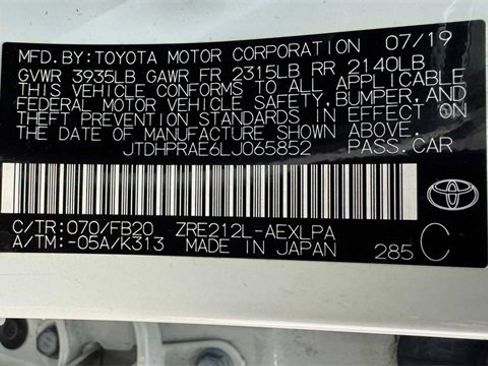 MFD.BY:TOYOTA MOTOR CORPORATION 07/19
GVWR 3935LB GAWR FR 2315LB RR 2140LB
THIS VEHICLE CONFORMS TO ALL APPLICABLE
FEDERAL MOTOR VEHICLE SAFETY,BUMPER,AND
THEFT PREVENTION STANDARDS IN EFFECT ON
THE DATE OF MANUFACTURE SHOWN ABOVE.
JTDHPRAE6LJ065852 PASS.CAR
C/TR:070/FB20 ZRE212L-AEXLPA
A/TM:-05A/K313 MADE IN JAPAN 285 C